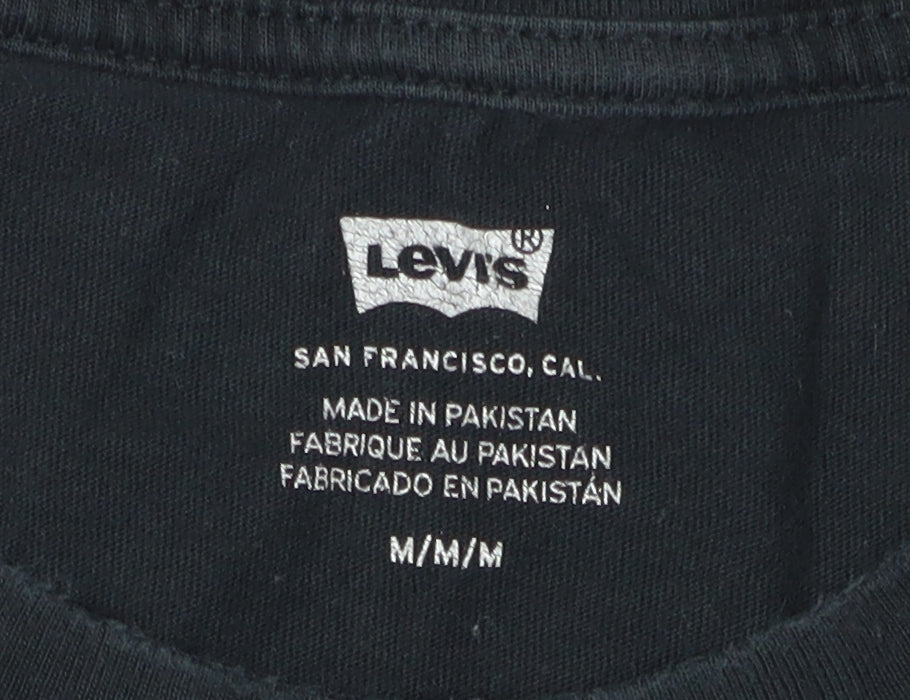 Levi's®
SAN FRANCISCO, CAL.
MADE IN PAKISTAN
FABRIQUE AU PAKISTAN
FABRICADO EN PAKISTÁN
M/M/M